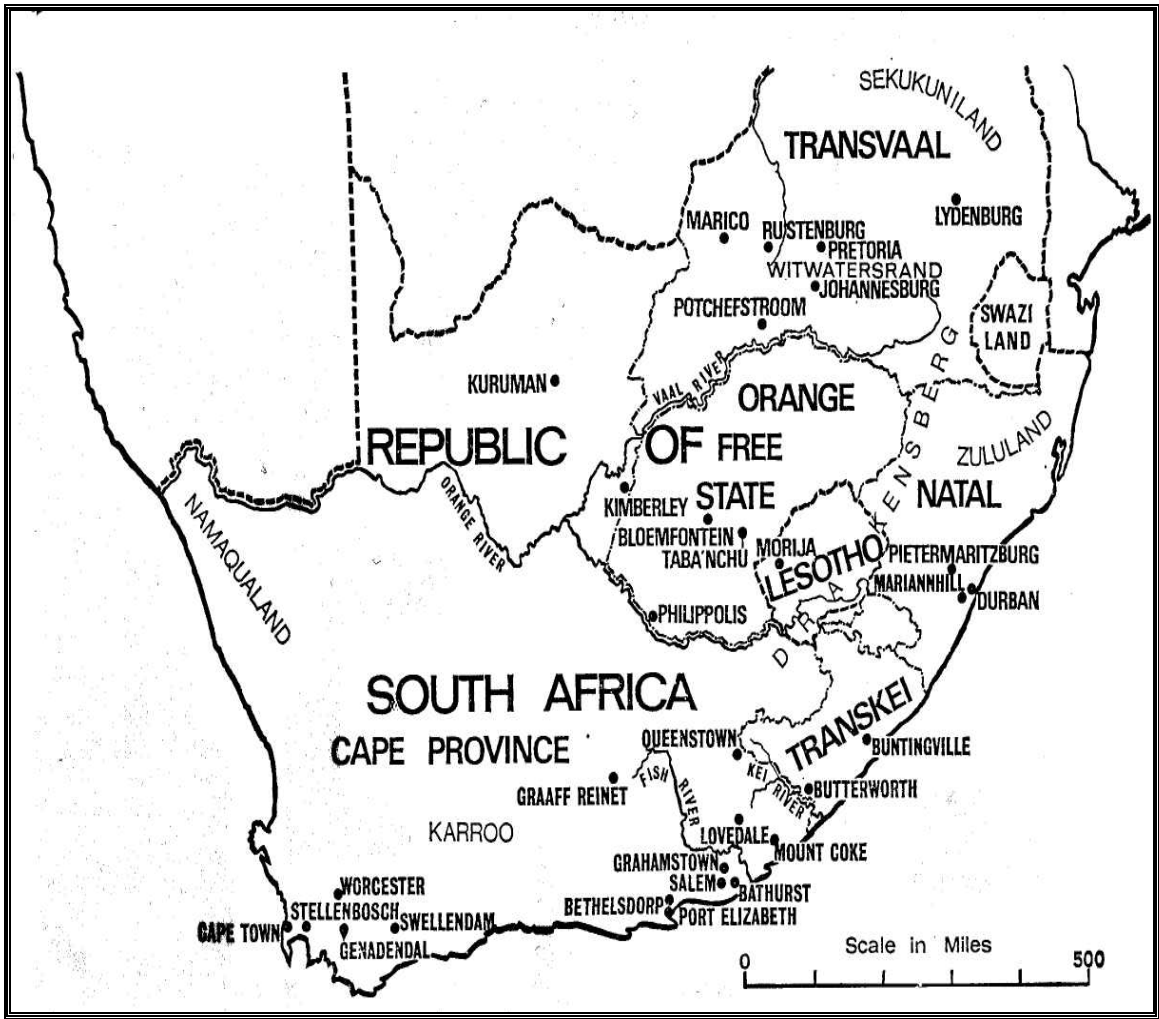 SEKUKUNILAND
TRANSVAAL
LYDENBURG
MARICO
RUSTENBURG
PRETORIA
WITWATERSRAND
JOHANNESBURG
POTCHEFSTROOM
SWAZI
LAND
KURUMAN
VAAL RIVER
ORANGE
REPUBLIC OF
FREE
STATE
DRAKENSBERG
ZULULAND
NATAL
NAMAQUALAND
ORANGE RIVER
KIMBERLEY
BLOEMFONTEIN
TABA'NCHU
MORIJA
LESOTHO
PIETERMARITZBURG
MARIANNHILL
DURBAN
PHILIPPOLIS
SOUTH AFRICA
CAPE PROVINCE
QUEENSTOWN
TRANSKEI
BUNTINGVILLE
FISH RIVER
KEI RIVER
GRAAFF REINET
BUTTERWORTH
KARROO
LOVEDALE
MOUNT COKE
GRAHAMSTOWN
SALEM
BATHURST
BETHELSDORP
PORT ELIZABETH
WORCESTER
STELLENBOSCH
SWELLENDAM
CAPE TOWN
GENADENDAL
Scale in Miles
0 500